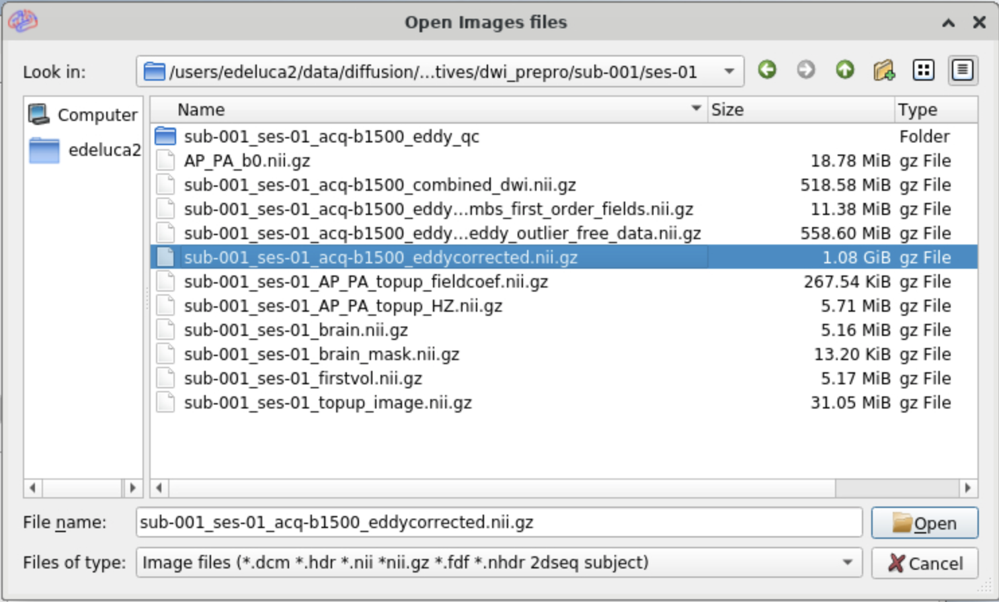 Open Images files
Look in: /users/edeluca2/data/diffusion/...tives/dwi_prepro/sub-001/ses-01
Computer
edeluca2
Name Size Type
sub-001_ses-01_acq-b1500_eddy_qc Folder
AP_PA_b0.nii.gz 18.78 MiB gz File
sub-001_ses-01_acq-b1500_combined_dwi.nii.gz 518.58 MiB gz File
sub-001_ses-01_acq-b1500_eddy...mbs_first_order_fields.nii.gz 11.38 MiB gz File
sub-001_ses-01_acq-b1500_eddy...eddy_outlier_free_data.nii.gz 558.60 MiB gz File
sub-001_ses-01_acq-b1500_eddycorrected.nii.gz 1.08 GiB gz File
sub-001_ses-01_AP_PA_topup_fieldcoef.nii.gz 267.54 KiB gz File
sub-001_ses-01_AP_PA_topup_HZ.nii.gz 5.71 MiB gz File
sub-001_ses-01_brain.nii.gz 5.16 MiB gz File
sub-001_ses-01_brain_mask.nii.gz 13.20 KiB gz File
sub-001_ses-01_firstvol.nii.gz 5.17 MiB gz File
sub-001_ses-01_topup_image.nii.gz 31.05 MiB gz File
File name: sub-001_ses-01_acq-b1500_eddycorrected.nii.gz Open
Files of type: Image files (*.dcm *.hdr *.nii *nii.gz *.fdf *.nhdr 2dseq subject) Cancel